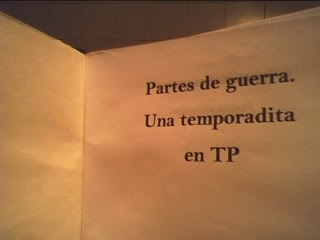 Partes de guerra.
Una temporadita
en TP